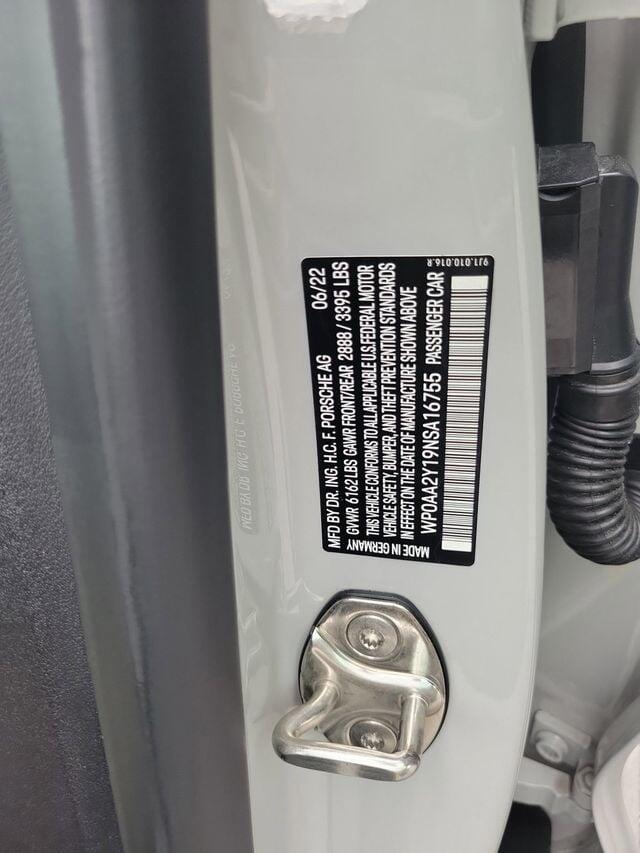 MFD BY DR. ING. H.C. F. PORSCHE AG 06/22
GVWR 6162LBS GAWR FRONT/REAR 2888 / 3395 LBS
THIS VEHICLE CONFORMS TO ALL APPLICABLE U.S. FEDERAL MOTOR
VEHICLE SAFETY, BUMPER, AND THEFT PREVENTION STANDARDS
IN EFFECT ON THE DATE OF MANUFACTURE SHOWN ABOVE
MADE IN GERMANY
WP0AA2Y19NSA16755 PASSENGER CAR
9J1.010.016.R